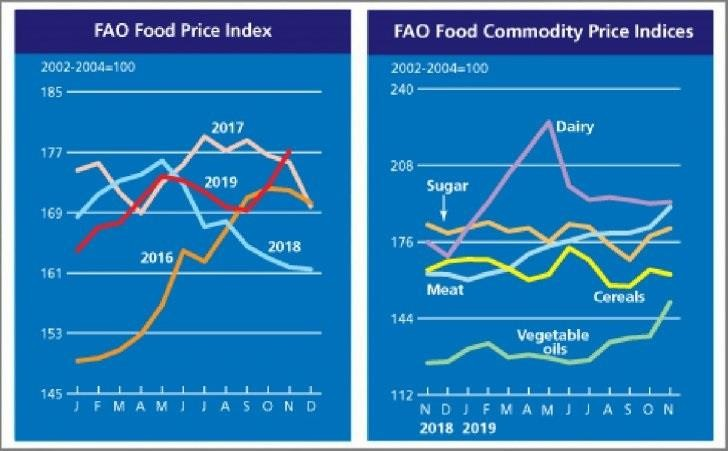 FAO Food Price Index
2002-2004=100
185
177
169
161
153
145
2017
2019
2018
2016
J F M A M J J A S O N D
FAO Food Commodity Price Indices
2002-2004=100
240
208
176
144
112
Dairy
Sugar
Meat
Cereals
Vegetable
oils
N D J F M A M J J A S O N
2018 2019